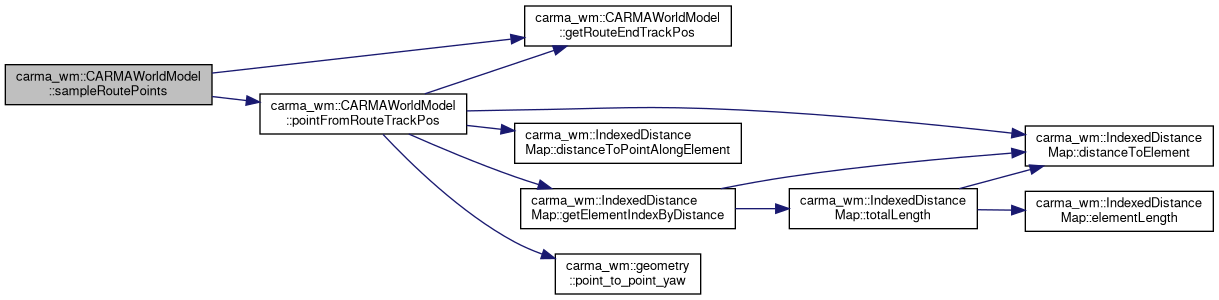 carma_wm::CARMAWorldModel
::sampleRoutePoints
carma_wm::CARMAWorldModel
::getRouteEndTrackPos
carma_wm::CARMAWorldModel
::pointFromRouteTrackPos
carma_wm::IndexedDistance
Map::distanceToPointAlongElement
carma_wm::IndexedDistance
Map::getElementIndexByDistance
carma_wm::geometry
::point_to_point_yaw
carma_wm::IndexedDistance
Map::totalLength
carma_wm::IndexedDistance
Map::distanceToElement
carma_wm::IndexedDistance
Map::elementLength